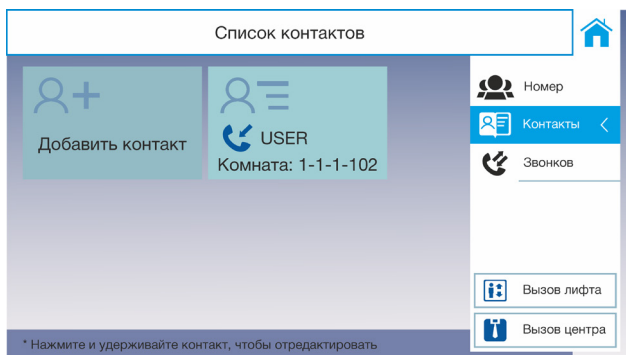 Список контактов
Добавить контакт
USER
Комната: 1-1-1-102
Номер
Контакты
Звонков
Вызов лифта
Вызов центра
* Нажмите и удерживайте контакт, чтобы отредактировать